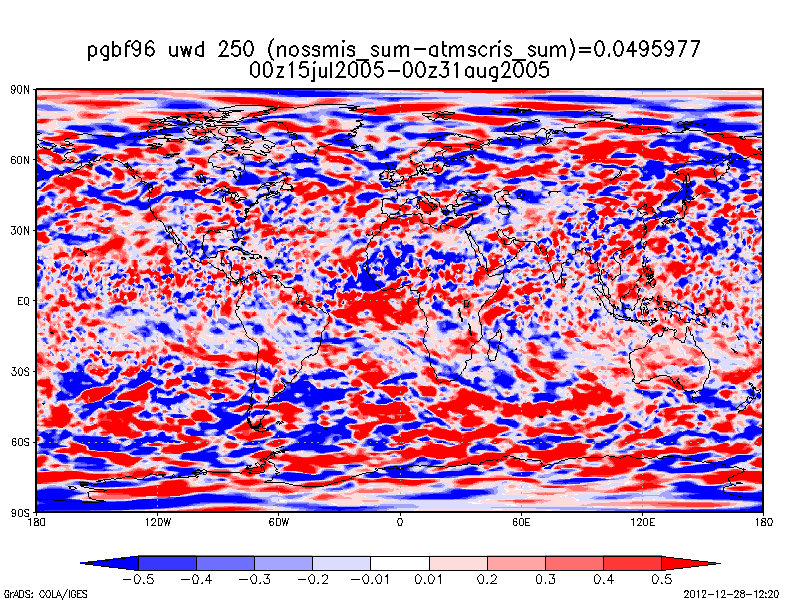 pgbf96 uwd 250 (nossmis_sum-atmscris_sum)=0.0495977
00z15jul2005-00z31aug2005
90N
60N
30N
EQ
30S
60S
90S
180 120W 60W 0 60E 120E 180
-0.5 -0.4 -0.3 -0.2 -0.01 0.01 0.2 0.3 0.4 0.5
GrADS: COLA/IGES 2012-12-28-12:20